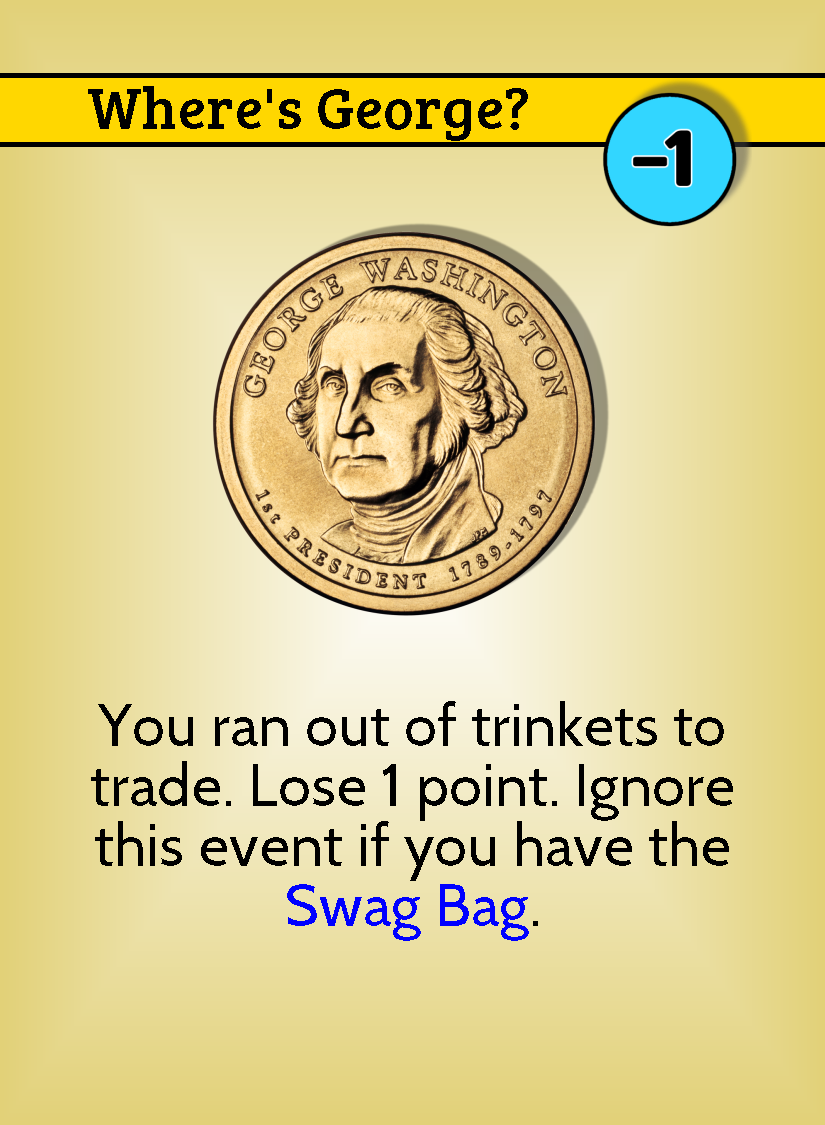 Where's George?
–1
GEORGE WASHINGTON
1st PRESIDENT 1789-1797
You ran out of trinkets to
trade. Lose 1 point. Ignore
this event if you have the
Swag Bag.